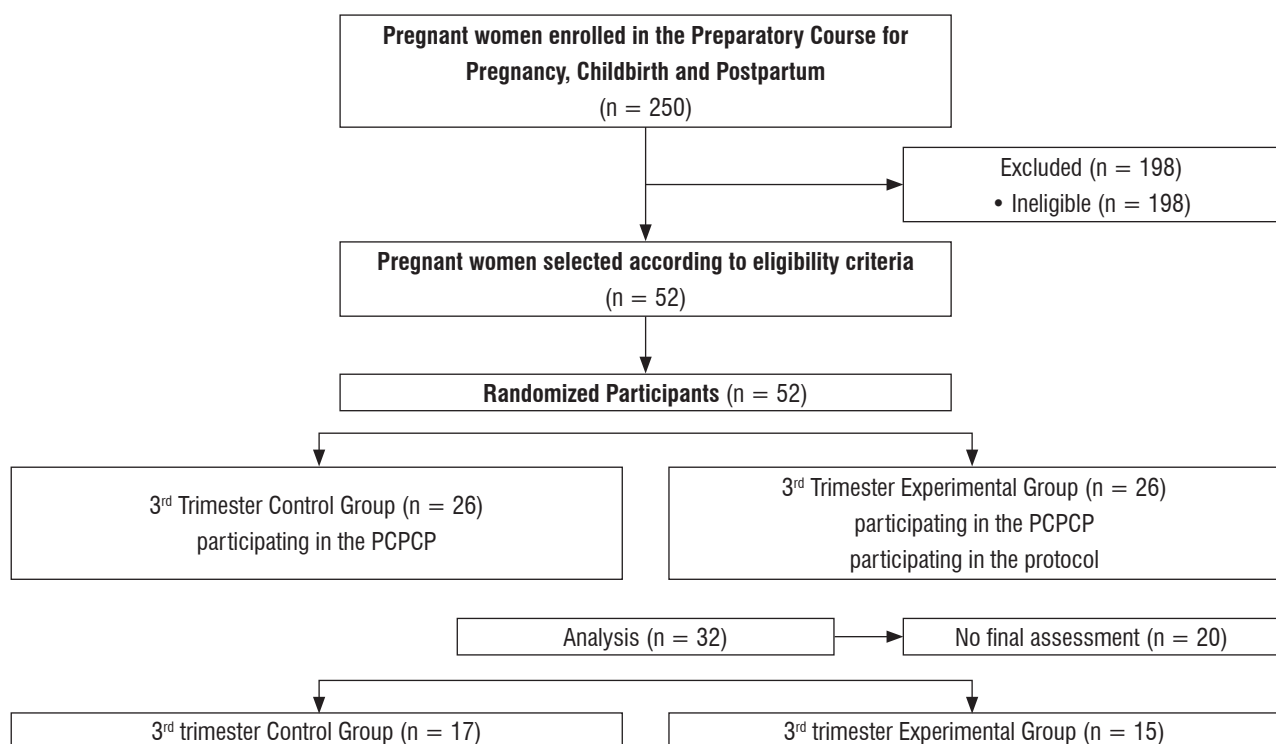 Pregnant women enrolled in the Preparatory Course for
Pregnancy, Childbirth and Postpartum
(n = 250)
Excluded (n = 198)
• Ineligible (n = 198)
Pregnant women selected according to eligibility criteria
(n = 52)
Randomized Participants (n = 52)
3rd Trimester Control Group (n = 26)
participating in the PCPCP
3rd Trimester Experimental Group (n = 26)
participating in the PCPCP
participating in the protocol
Analysis (n = 32)
No final assessment (n = 20)
3rd trimester Control Group (n = 17)
3rd trimester Experimental Group (n = 15)